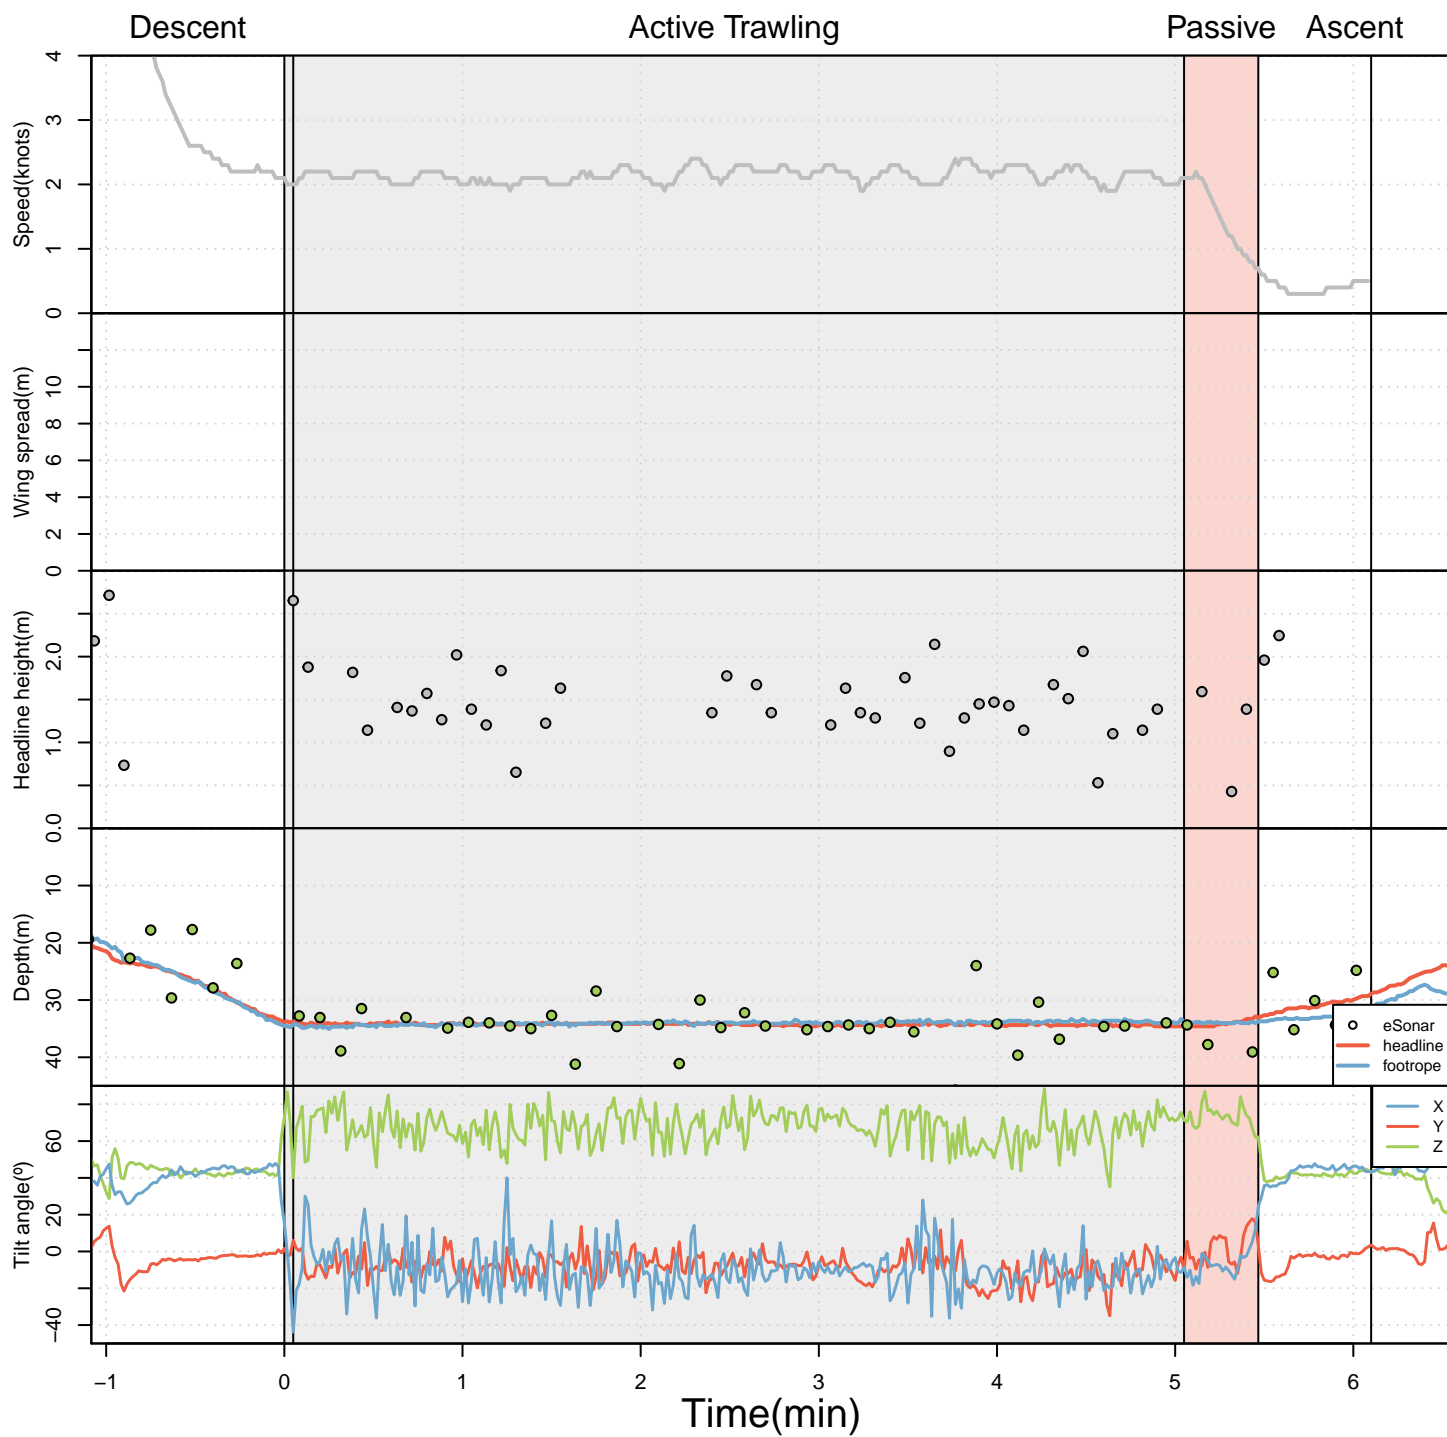 Descent Active Trawling Passive Ascent
Speed(knots)
4
3
2
1
0
Wing spread(m)
10
8
6
4
2
0
Headline height(m)
2.0
1.0
0.0
Depth(m)
10
20
30
40
eSonar
headline
footrope
Tilt angle(º)
60
20
0
−40
X
Y
Z
−1 0 1 2 3 4 5 6
Time(min)